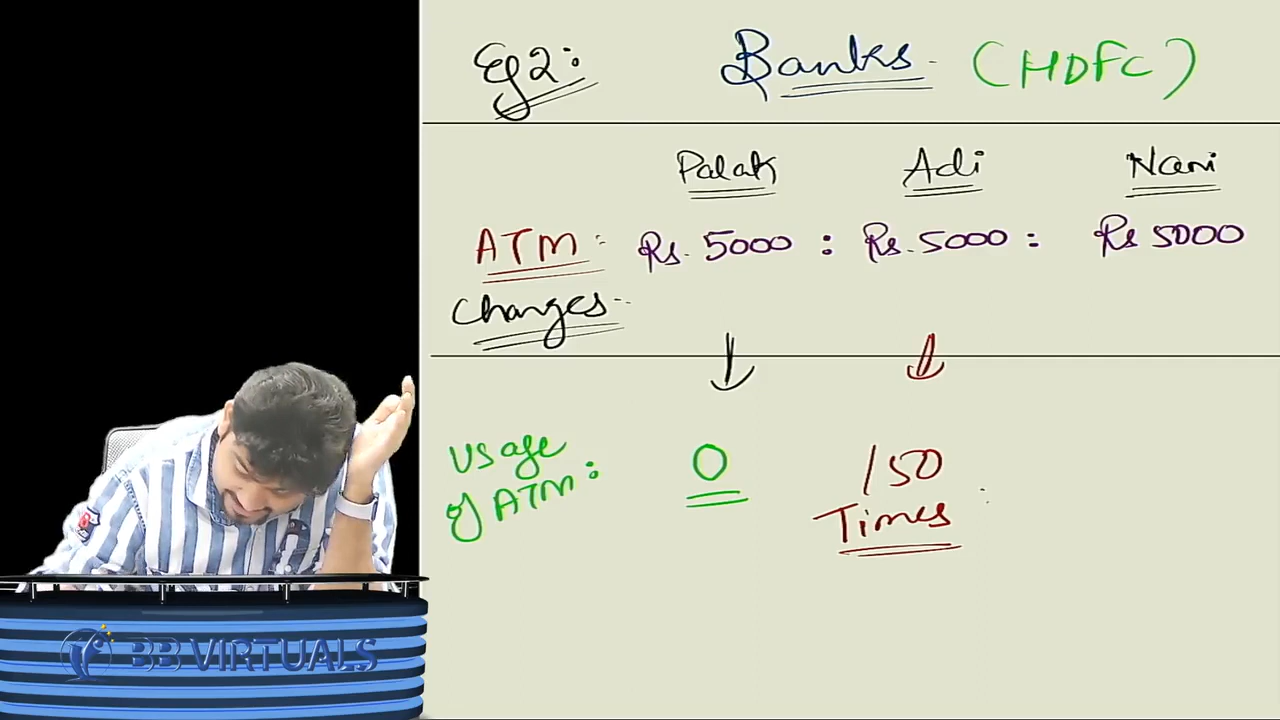 Eg2: Banks (HDFC)
Palak Adi Nani
ATM: Rs. 5000 : Rs. 5000 : Rs 5000
Charges
Usage of ATM: 0 150 Times
BB VIRTUALS